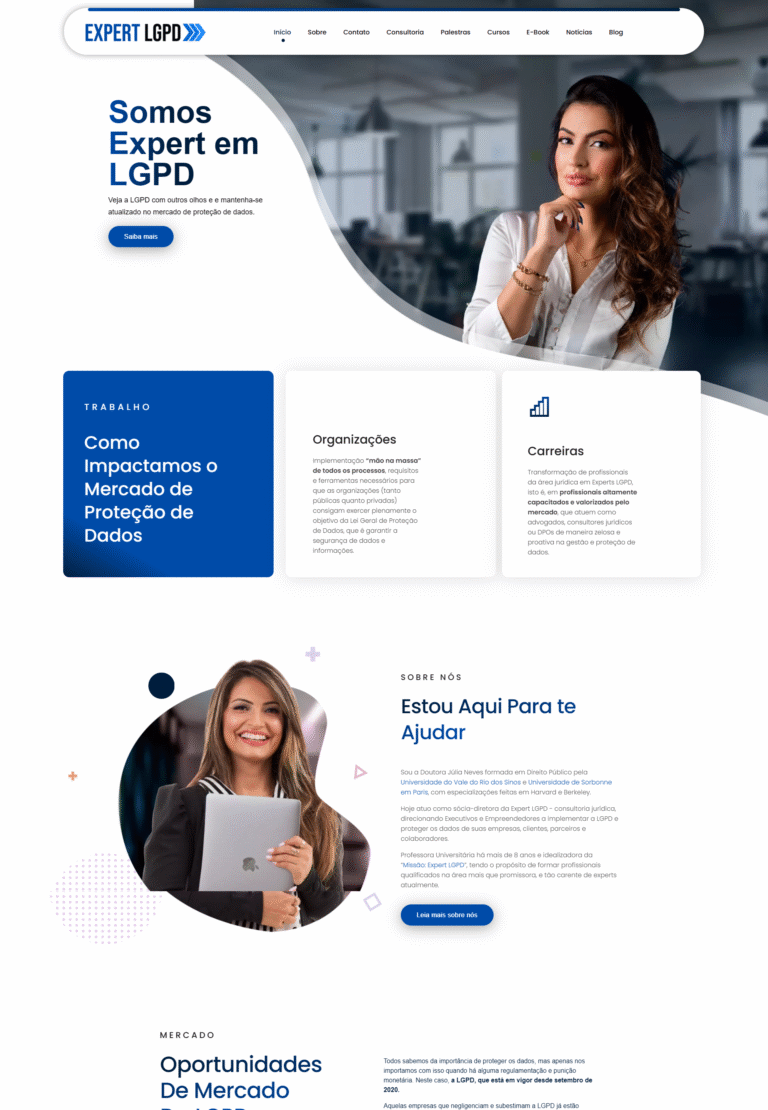 EXPERT LGPD
Início Sobre Contato Consultoria Palestras Cursos E-Book Notícias Blog
Somos
Expert em
LGPD
Veja a LGPD com outros olhos e e mantenha-se
atualizado no mercado de proteção de dados.
Saiba mais
TRABALHO
Como
Impactamos o
Mercado de
Proteção de
Dados
Organizações
Implementação “mão na massa”
de todos os processos, requisitos
e ferramentas necessários para
que as organizações (tanto
públicas quanto privadas)
consigam exercer plenamente o
objetivo da Lei Geral de Proteção
de Dados, que é garantir a
segurança de dados e
informações.
Carreiras
Transformação de profissionais
da área jurídica em Experts LGPD,
isto é, em profissionais altamente
capacitados e valorizados pelo
mercado, que atuem como
advogados, consultores jurídicos
ou DPOs de maneira zelosa e
proativa na gestão e proteção de
dados.
SOBRE NÓS
Estou Aqui Para te
Ajudar
Sou a Doutora Júlia Neves formada em Direito Público pela
Universidade do Vale do Rio dos Sinos e Universidade de Sorbonne
em Paris, com especializações feitas em Harvard e Berkeley.
Hoje atuo como sócia-diretora da Expert LGPD - consultoria jurídica,
direcionando Executivos e Empreendedores a implementar a LGPD e
proteger os dados de suas empresas, clientes, parceiros e
colaboradores.
Professora Universitária há mais de 8 anos e idealizadora da
“Missão: Expert LGPD”, tendo o propósito de formar profissionais
qualificados na área mais que promissora, e tão carente de experts
atualmente.
Leia mais sobre nós
MERCADO
Oportunidades
De Mercado
Da LGPD
Todos sabemos da importância de proteger os dados, mas apenas nos
importamos com isso quando há alguma regulamentação e punição
monetária. Neste caso, a LGPD, que está em vigor desde setembro de
2020.
Aquelas empresas que negligenciam e subestimam a LGPD já estão